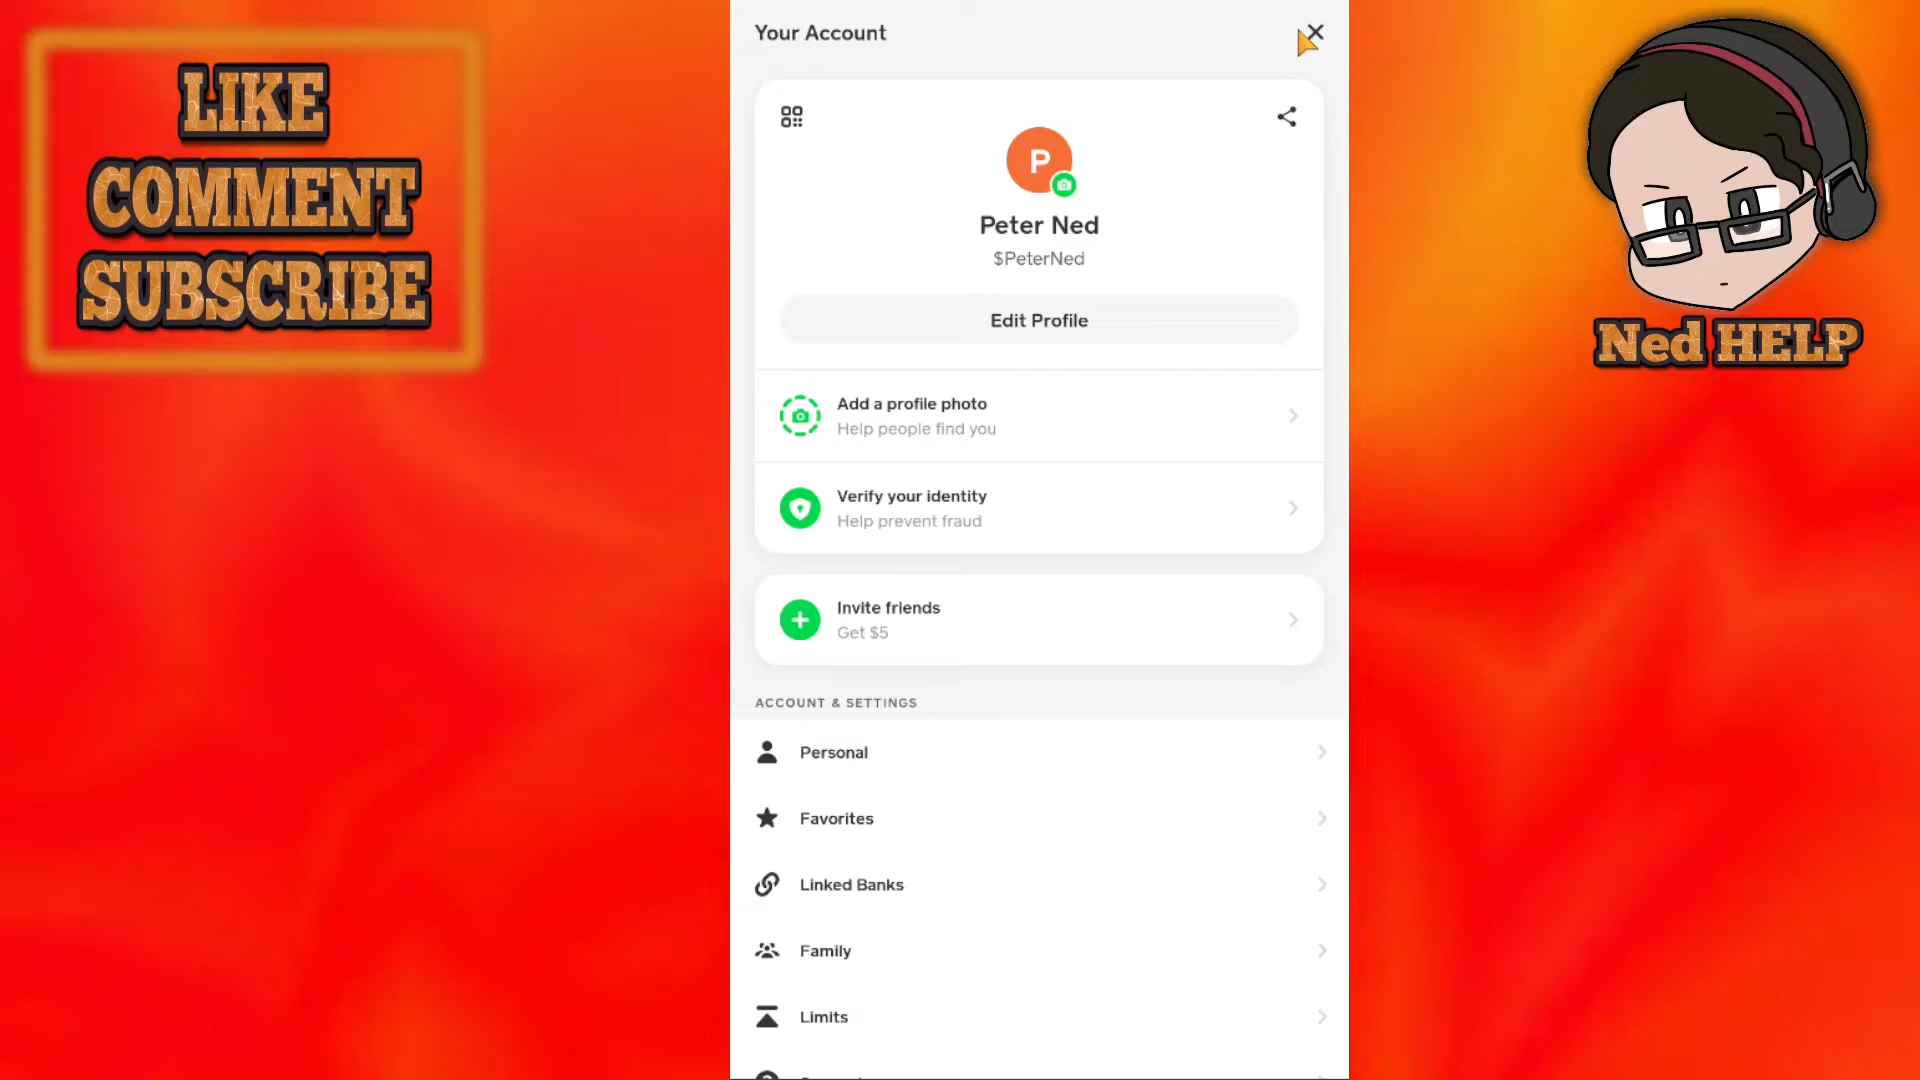 LIKE
COMMENT
SUBSCRIBE
Your Account
P
Peter Ned
$PeterNed
Edit Profile
Add a profile photo
Help people find you
Verify your identity
Help prevent fraud
Invite friends
Get $5
ACCOUNT & SETTINGS
Personal
Favorites
Linked Banks
Family
Limits
Ned HELP